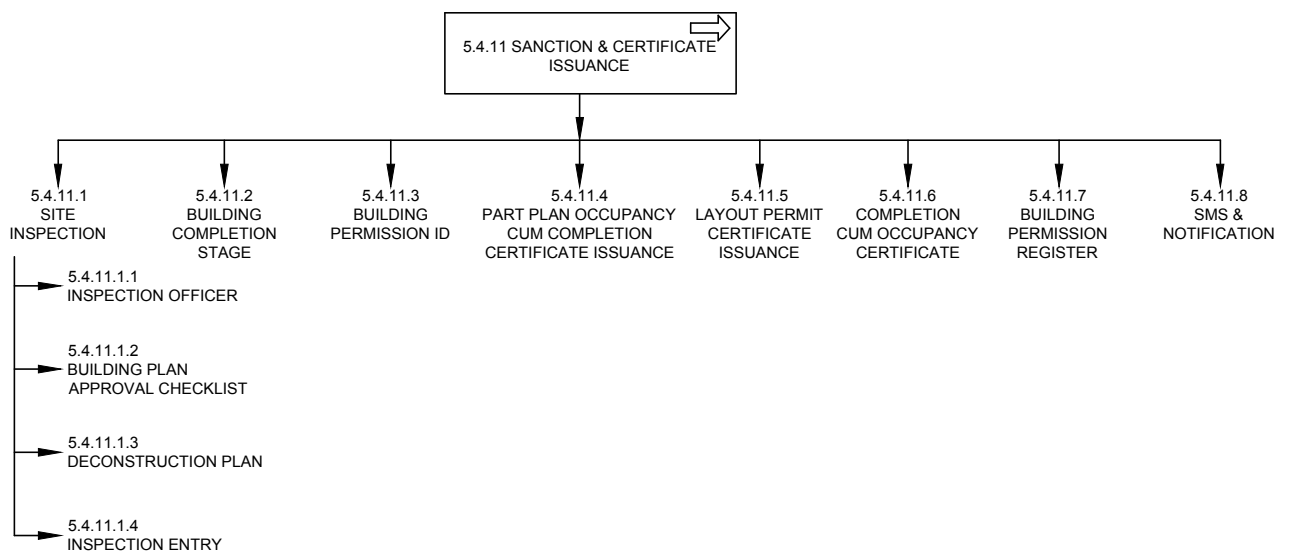 5.4.11 SANCTION & CERTIFICATE
ISSUANCE
5.4.11.1
SITE
INSPECTION
5.4.11.2
BUILDING
COMPLETION
STAGE
5.4.11.3
BUILDING
PERMISSION ID
5.4.11.4
PART PLAN OCCUPANCY
CUM COMPLETION
CERTIFICATE ISSUANCE
5.4.11.5
LAYOUT PERMIT
CERTIFICATE
ISSUANCE
5.4.11.6
COMPLETION
CUM OCCUPANCY
CERTIFICATE
5.4.11.7
BUILDING
PERMISSION
REGISTER
5.4.11.8
SMS &
NOTIFICATION
5.4.11.1.1
INSPECTION OFFICER
5.4.11.1.2
BUILDING PLAN
APPROVAL CHECKLIST
5.4.11.1.3
DECONSTRUCTION PLAN
5.4.11.1.4
INSPECTION ENTRY